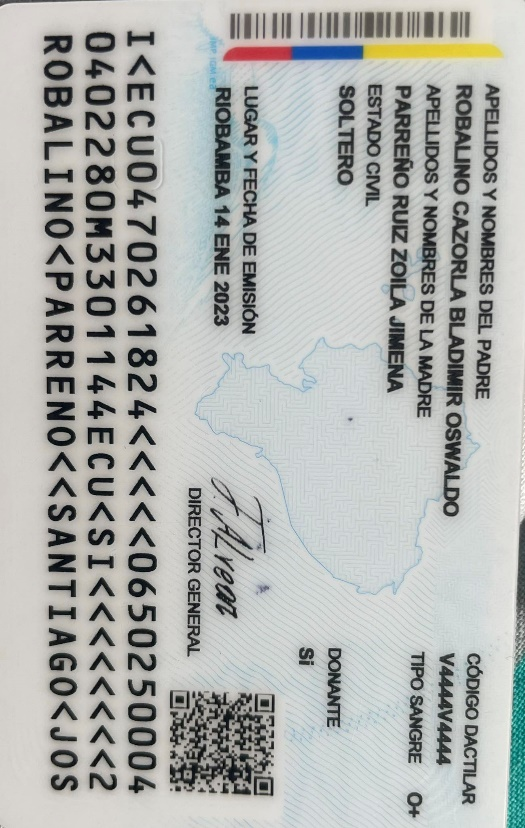 APELLIDOS Y NOMBRES DEL PADRE
ROBALINO CAZORLA BLADIMIR OSWALDO
APELLIDOS Y NOMBRES DE LA MADRE
PARREÑO RUIZ ZOILA JIMENA
ESTADO CIVIL
SOLTERO
CÓDIGO DACTILAR
V4444V4444
TIPO SANGRE O+
DONANTE
Si
LUGAR Y FECHA DE EMISIÓN
RIOBAMBA 14 ENE 2023
DIRECTOR GENERAL
I<ECU0470261824<<<<<<0650250004
0402280M3301144ECU<SI<<<<<<<<<2
ROBALINO<PARRENO<<SANTIAGO<JOS